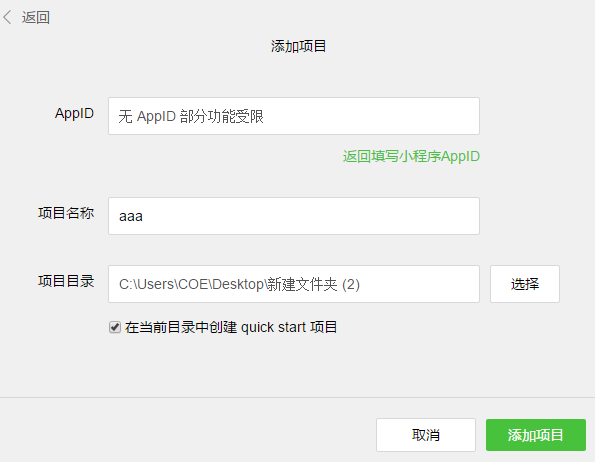 返回
添加项目
AppID
无 AppID 部分功能受限
返回填写小程序AppID
项目名称
aaa
项目目录
C:\Users\COE\Desktop\新建文件夹 (2)
选择
在当前目录中创建 quick start 项目
取消
添加项目